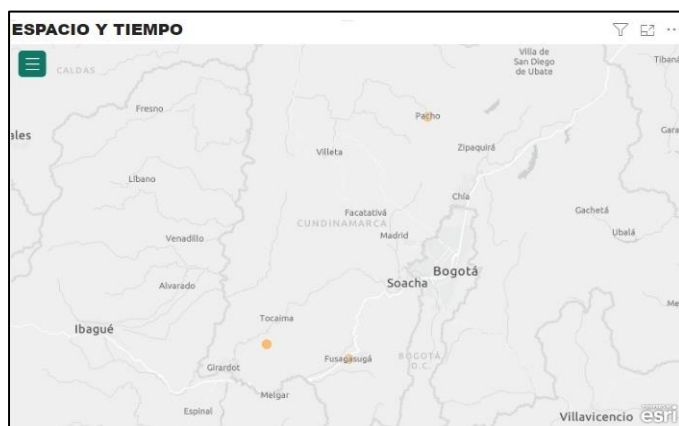 ESPACIO Y TIEMPO
Villa de
San Diego
de Ubate
Tibaná
CALDAS
Fresno
Pacho
ales
Gara
Villeta
Zipaquirá
Líbano
Chía
Facatativá
Gachetá
CUNDINAMARCA
Ubalá
Venadillo
Madrid
Bogotá
Soacha
Alvarado
Me
Tocaima
Ibagué
Fusagasugá
BOGOTÁ
D.C.
Girardot
Melgar
Espinal
Villavicencio
esri